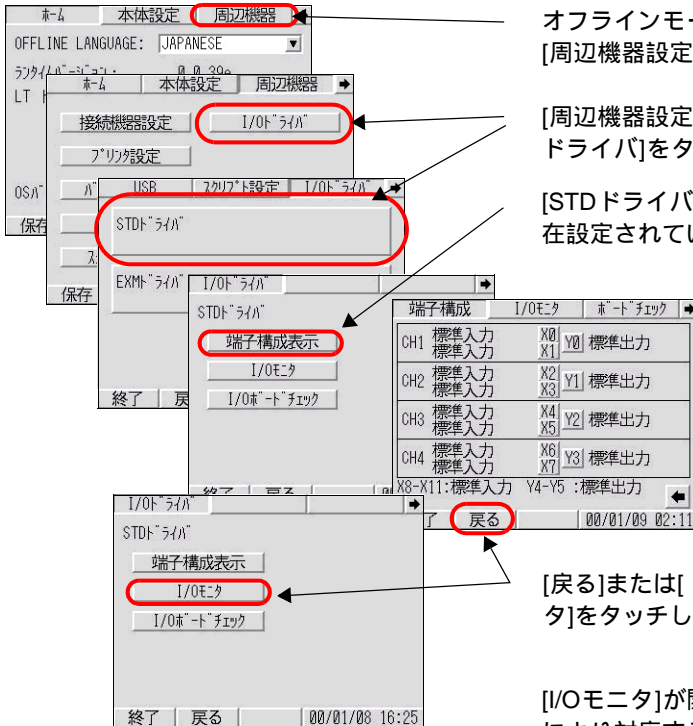 ホーム 本体設定 周辺機器
OFFLINE LANGUAGE: JAPANESE
LT
保存
ホーム 本体設定 周辺機器
接続機器設定 I/Oドライバ
プリンタ設定
保存
USB スクリプト設定 I/Oドライバ
STDドライバ
EXMドライバ
終了 戻
I/Oドライバ
STDドライバ
端子構成表示
I/Oモニタ
I/Oボードチェック
端子構成 I/Oモニタ ボードチェック
CH1 標準入力 X0 Y0 標準出力
標準入力 X1
CH2 標準入力 X2 Y1 標準出力
標準入力 X3
CH3 標準入力 X4 Y2 標準出力
標準入力 X5
CH4 標準入力 X6 Y3 標準出力
標準入力 X7
X8-X11:標準入力 Y4-Y5 :標準出力
了 戻る 00/01/09 02:11
I/Oドライバ
STDドライバ
端子構成表示
I/Oモニタ
I/Oボードチェック
終了 戻る 00/01/08 16:25
オフラインモー
[周辺機器設定
[周辺機器設定
ドライバ]をタ
[STDドライバ
在設定されてい
[戻る]または[
タ]をタッチし
[I/Oモニタ]が